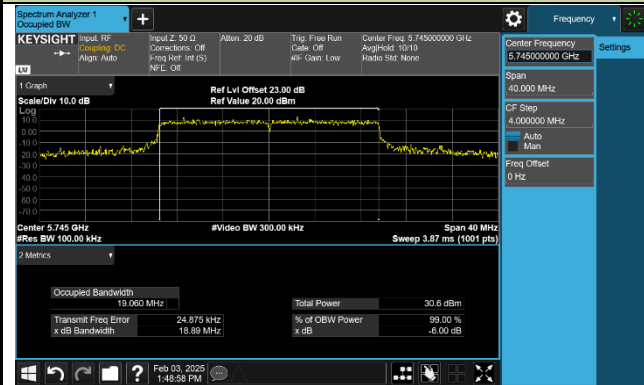 Spectrum Analyzer 1
Occupied BW
Frequency
KEYSIGHT
Input: RF
Coupling: DC
Align: Auto
Input Z: 50 Ω
Corrections: Off
Freq Ref: Int (S)
NFE: Off
Atten: 20 dB
Trig: Free Run
Gate: Off
#IF Gain: Low
Center Freq: 5.745000000 GHz
Avg|Hold: 10/10
Radio Std: None
LXI
1 Graph
Scale/Div 10.0 dB
Ref Lvl Offset 23.00 dB
Ref Value 20.00 dBm
Log
10.0
0.00
-10.0
-20.0
-30.0
-40.0
-50.0
-60.0
-70.0
Center 5.745 GHz
#Video BW 300.00 kHz
Span 40 MHz
#Res BW 100.00 kHz
Sweep 3.87 ms (1001 pts)
2 Metrics
Occupied Bandwidth
19.060 MHz
Total Power 30.6 dBm
Transmit Freq Error 24.875 kHz
% of OBW Power 99.00 %
x dB Bandwidth 18.89 MHz
x dB -6.00 dB
Feb 03, 2025
1:48:58 PM
Center Frequency
5.745000000 GHz
Settings
Span
40.000 MHz
CF Step
4.000000 MHz
Auto
Man
Freq Offset
0 Hz